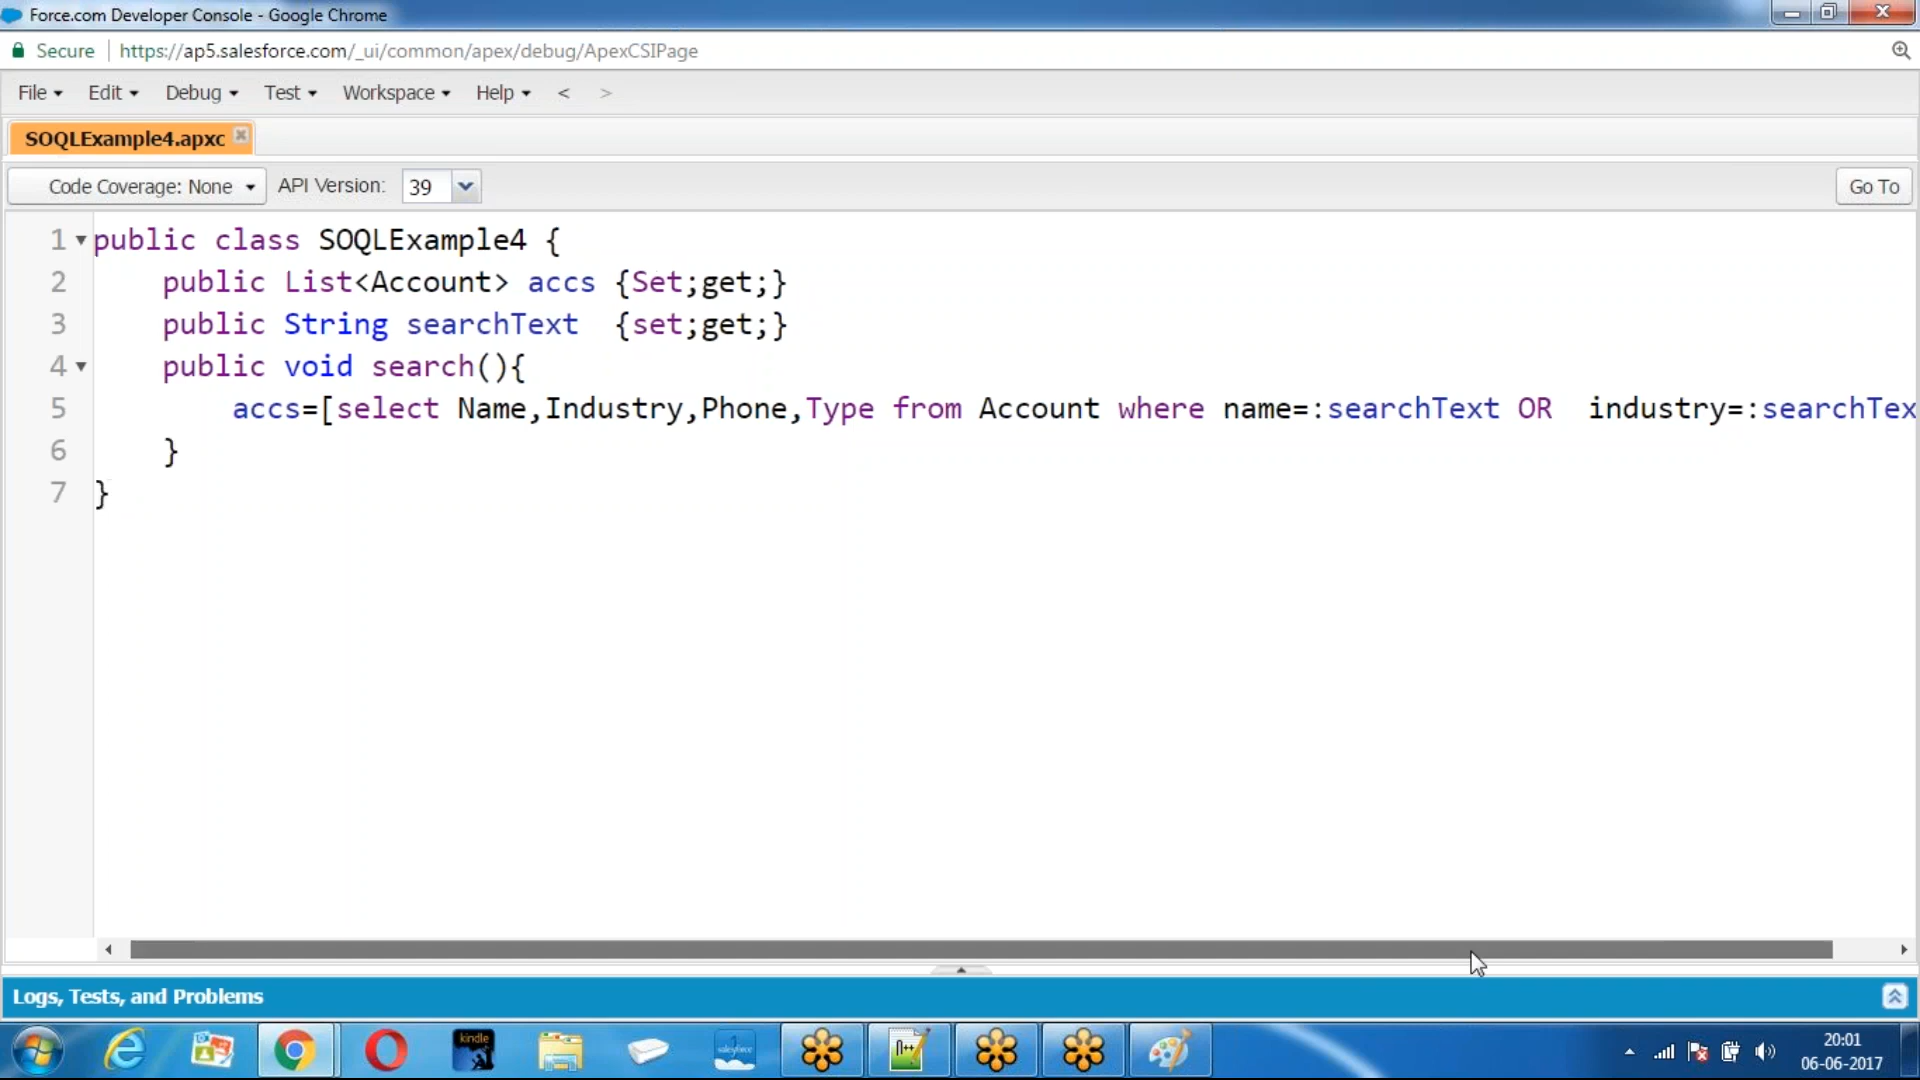 Force.com Developer Console - Google Chrome
Secure https://ap5.salesforce.com/_ui/common/apex/debug/ApexCSIPage
File Edit Debug Test Workspace Help < >
SOQLExample4.apxc
Code Coverage: None API Version: 39 Go To
1 public class SOQLExample4 {
2 public List<Account> accs {Set;get;}
3 public String searchText {set;get;}
4 public void search(){
5 accs=[select Name,Industry,Phone,Type from Account where name=:searchText OR industry=:searchTex
6 }
7 }
Logs, Tests, and Problems
kindle
salesforce
n++
20:01
06-06-2017